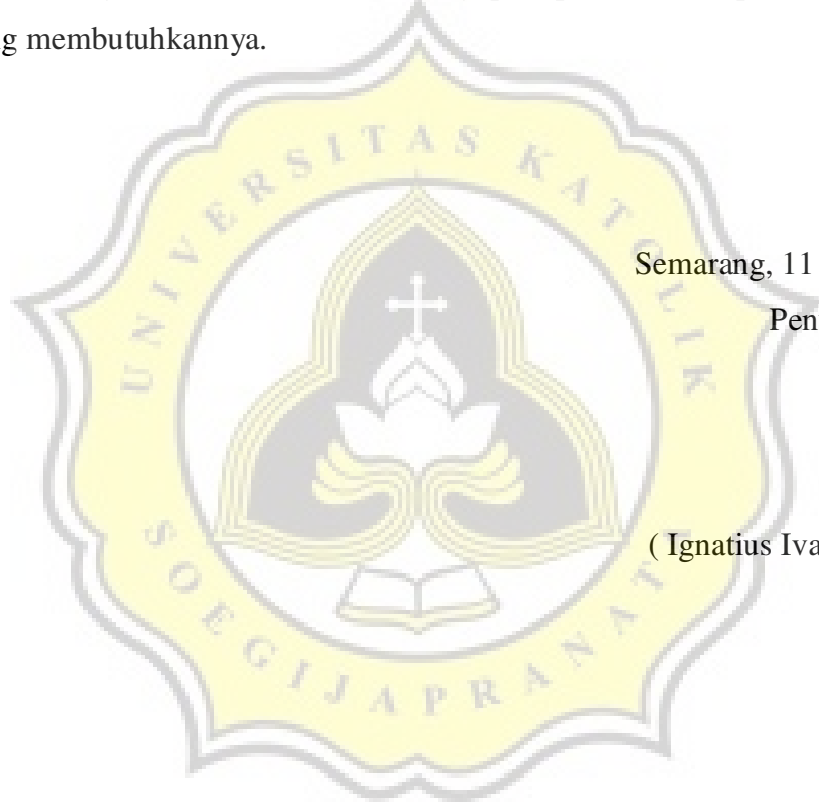 g membutuhkannya.
UNIVERSITAS KATOLIK
Semarang, 11
Pen
( Ignatius Iva
SOEGIJAPRANATA